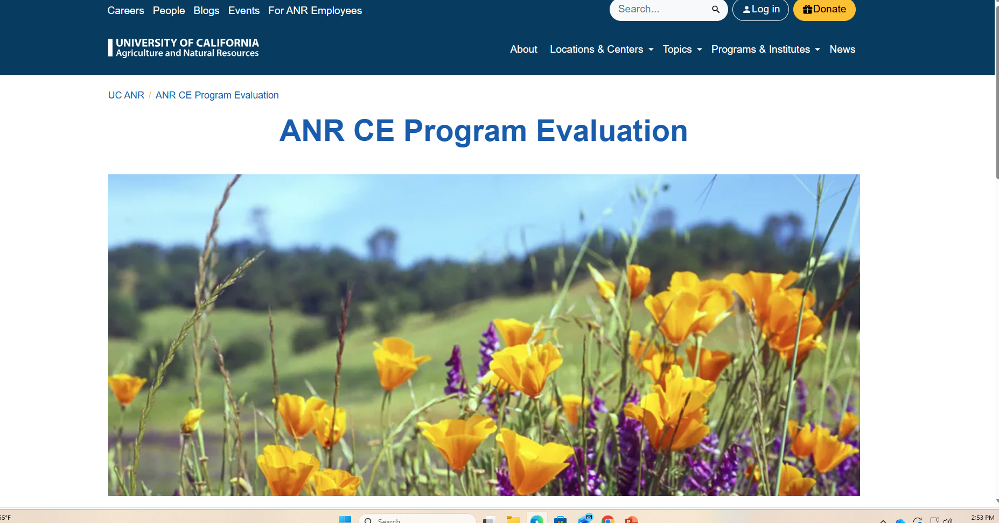 Careers People Blogs Events For ANR Employees
Search...
Log in
Donate
UNIVERSITY OF CALIFORNIA
Agriculture and Natural Resources
About Locations & Centers Topics Programs & Institutes News
UC ANR / ANR CE Program Evaluation
ANR CE Program Evaluation
55°F
Search
2:53 PM